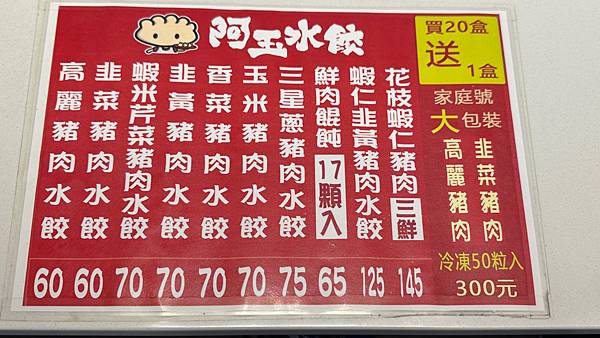 阿玉水餃
買20盒
送
1盒
家庭號
大包裝
韭菜豬肉
高麗豬肉
冷凍50粒入
300元
花枝蝦仁豬肉三鮮
145
蝦仁韭黃豬肉水餃
125
鮮肉餛飩17顆入
65
三星蔥豬肉水餃
75
玉米豬肉水餃
70
香菜豬肉水餃
70
韭黃豬肉水餃
70
蝦米芹菜豬肉水餃
70
韭菜豬肉水餃
60
高麗豬肉水餃
60